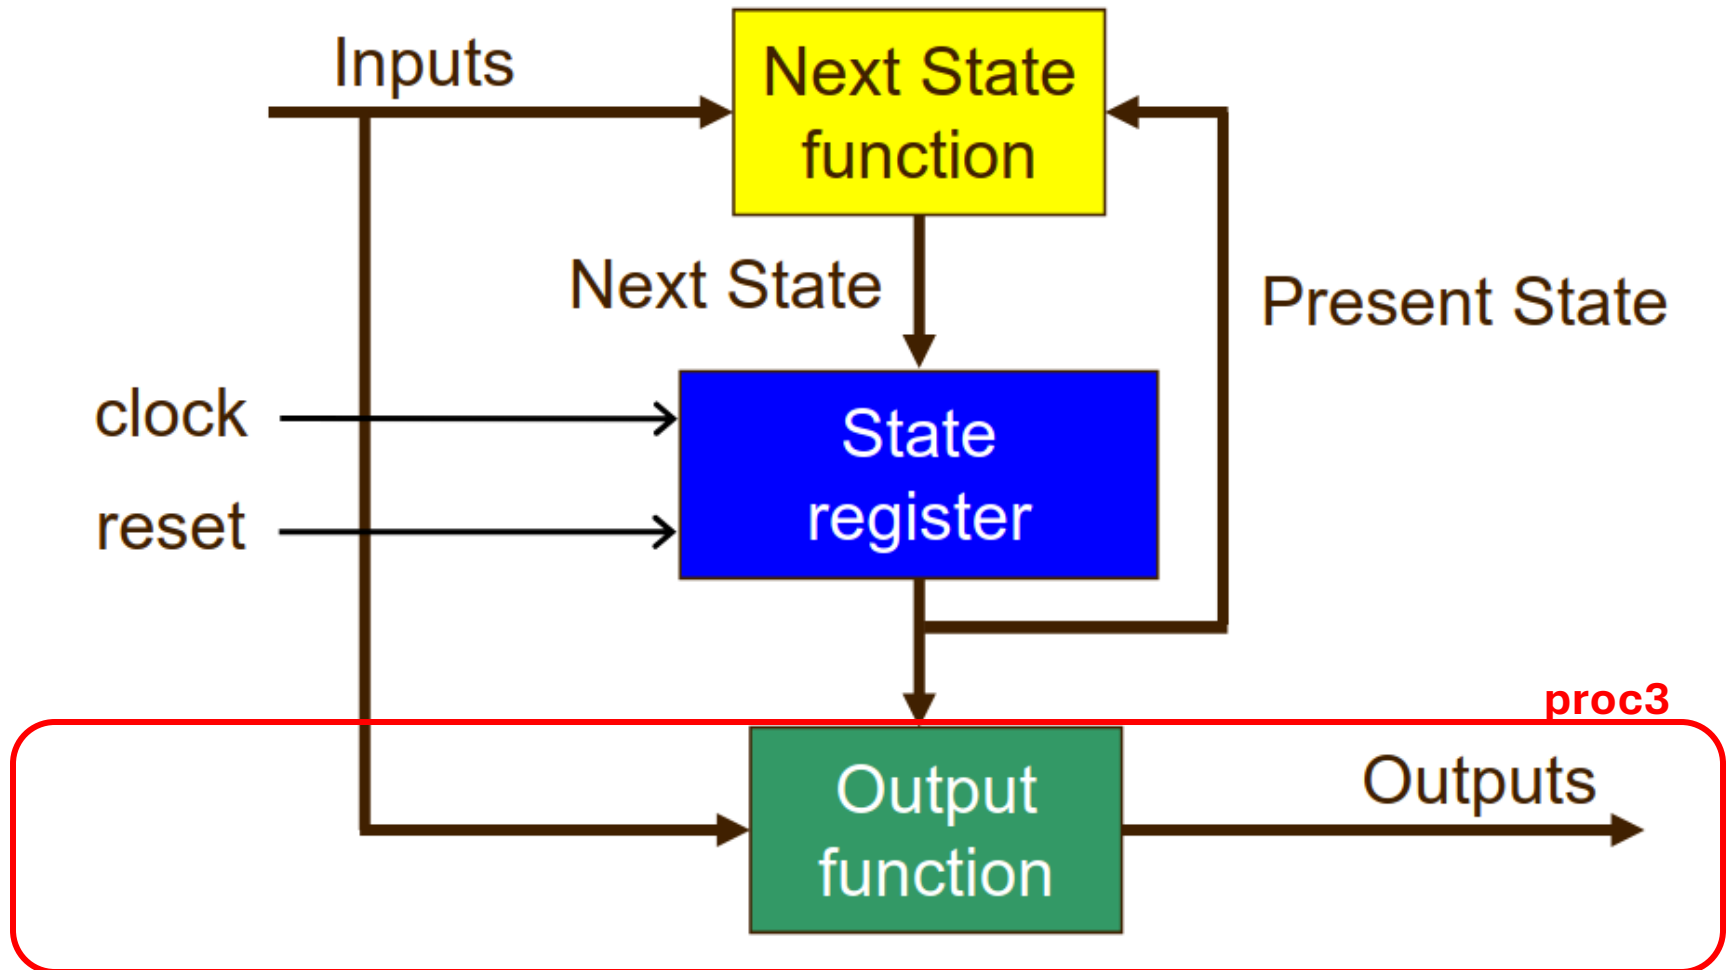 Inputs
Next State
function
Next State
Present State
clock
State
register
reset
proc3
Output
function
Outputs